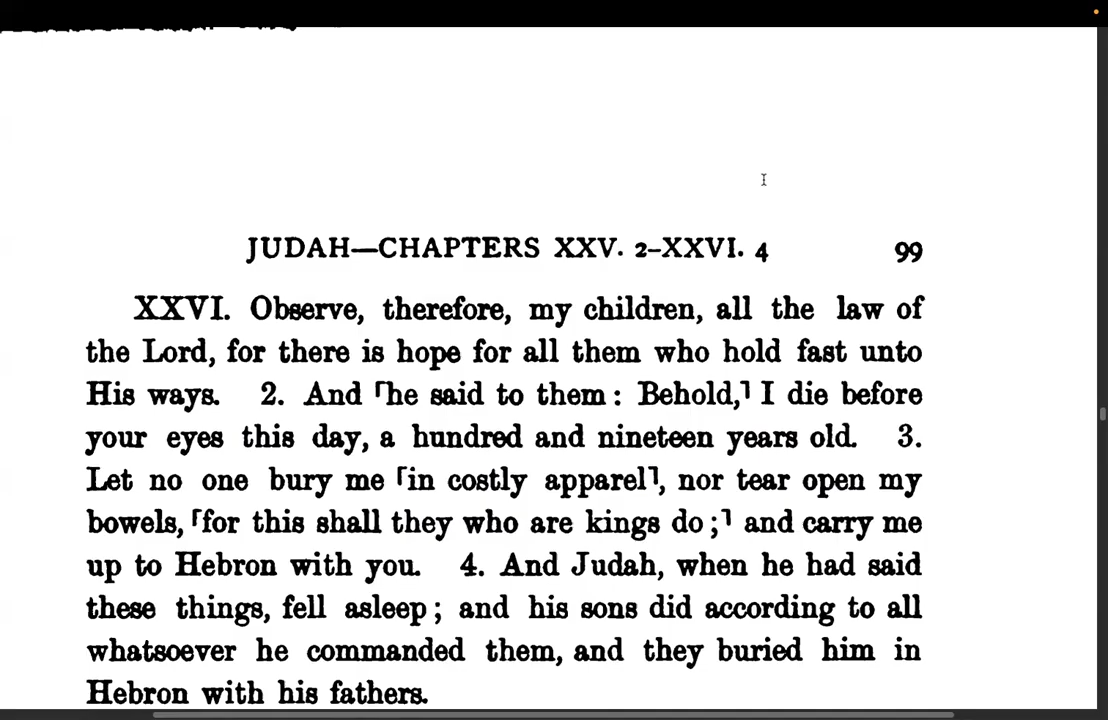 JUDAH—CHAPTERS XXV. 2–XXVI. 4 99
XXVI. Observe, therefore, my children, all the law of
the Lord, for there is hope for all them who hold fast unto
His ways. 2. And ⌜he said to them : Behold,⌝ I die before
your eyes this day, a hundred and nineteen years old. 3.
Let no one bury me ⌜in costly apparel⌝, nor tear open my
bowels, ⌜for this shall they who are kings do ;⌝ and carry me
up to Hebron with you. 4. And Judah, when he had said
these things, fell asleep ; and his sons did according to all
whatsoever he commanded them, and they buried him in
Hebron with his fathers.